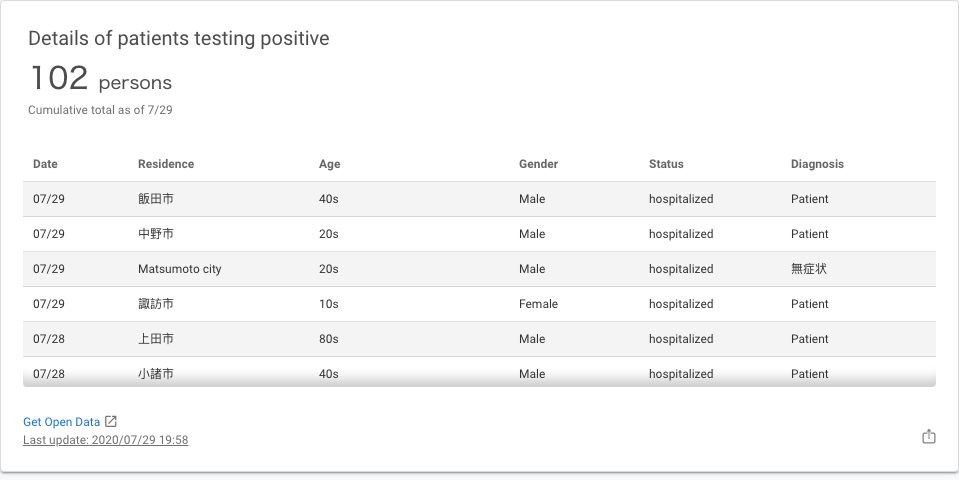 Details of patients testing positive
102 persons
Cumulative total as of 7/29
Date Residence Age Gender Status Diagnosis
07/29 飯田市 40s Male hospitalized Patient
07/29 中野市 20s Male hospitalized Patient
07/29 Matsumoto city 20s Male hospitalized 無症状
07/29 諏訪市 10s Female hospitalized Patient
07/28 上田市 80s Male hospitalized Patient
07/28 小諸市 40s Male hospitalized Patient
Get Open Data
Last update: 2020/07/29 19:58